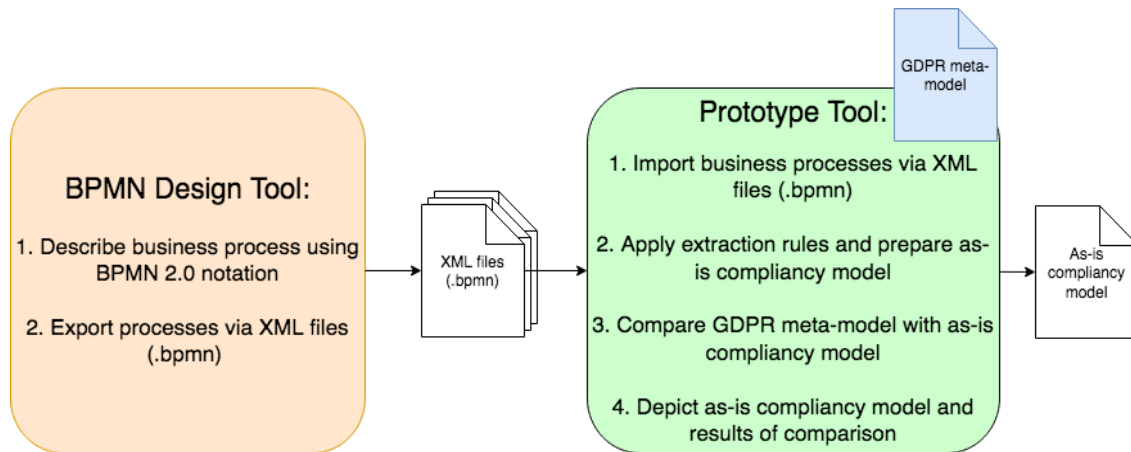 BPMN Design Tool:
1. Describe business process using
BPMN 2.0 notation
2. Export processes via XML files
(.bpmn)
XML files
(.bpmn)
GDPR meta-
model
Prototype Tool:
1. Import business processes via XML
files (.bpmn)
2. Apply extraction rules and prepare as-
is compliancy model
3. Compare GDPR meta-model with as-is
compliancy model
4. Depict as-is compliancy model and
results of comparison
As-is
compliancy
model